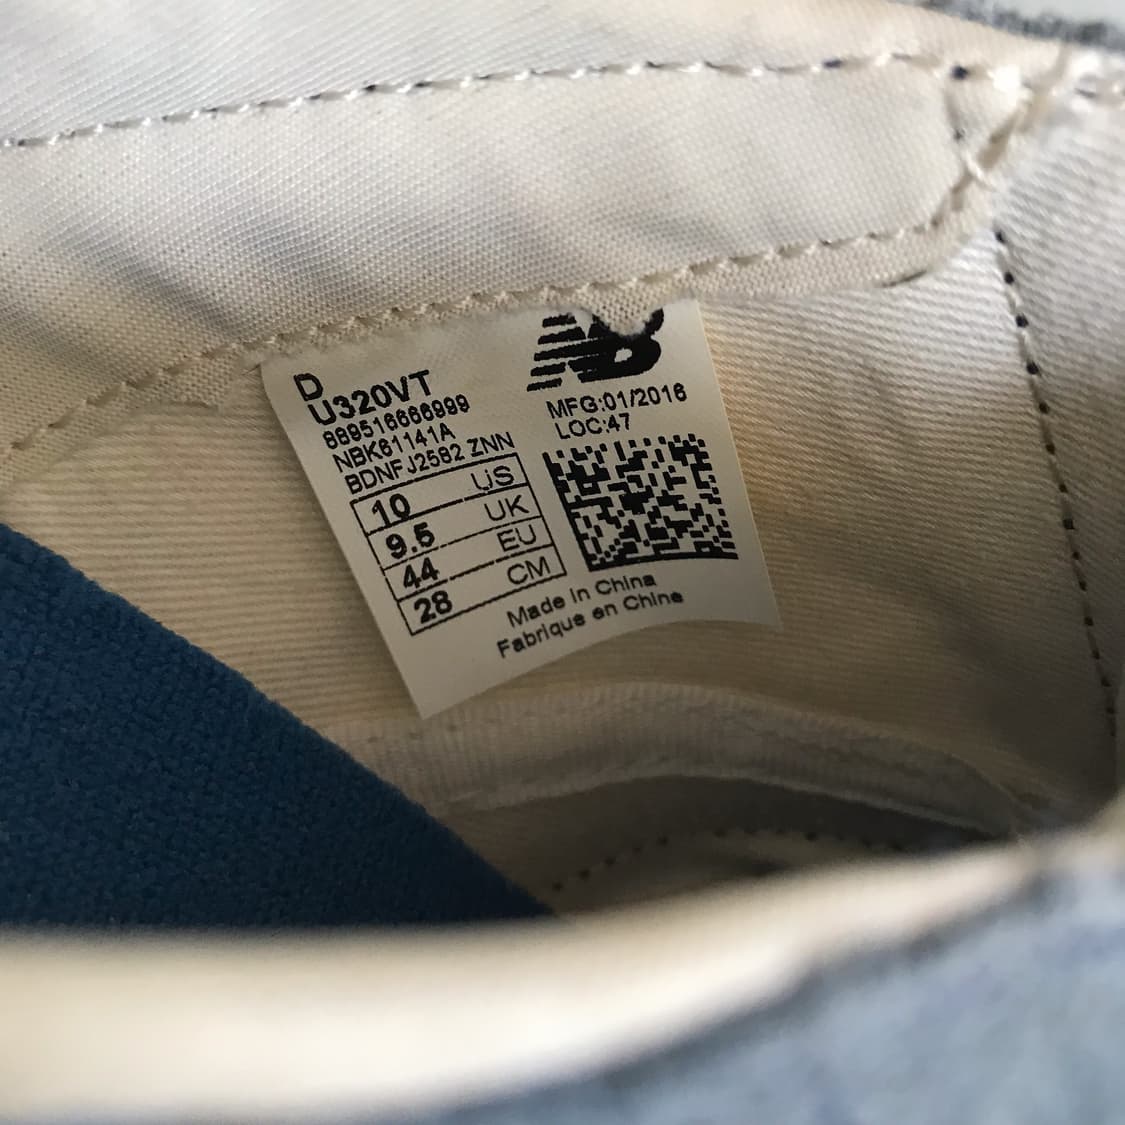 NB
D
U320VT
889516666999
NBK61141A
BDNFJ2582 ZNN
MFG:01/2016
LOC:47
10 US
9.5 UK
44 EU
28 CM
Made in China
Fabrique en Chine